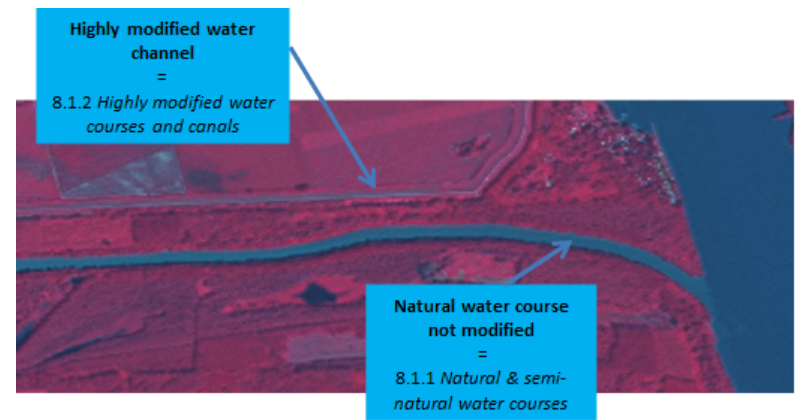 Highly modified water
channel
=
8.1.2 Highly modified water
courses and canals
Natural water course
not modified
=
8.1.1 Natural & semi-
natural water courses